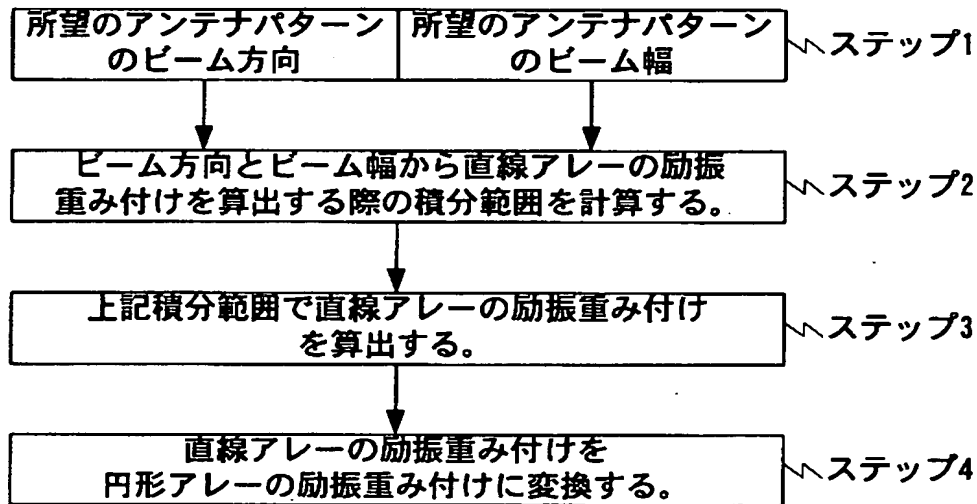 所望のアンテナパターン
のビーム方向
所望のアンテナパターン
のビーム幅
ステップ1
ビーム方向とビーム幅から直線アレーの励振
重み付けを算出する際の積分範囲を計算する。
ステップ2
上記積分範囲で直線アレーの励振重み付け
を算出する。
ステップ3
直線アレーの励振重み付けを
円形アレーの励振重み付けに変換する。
ステップ4